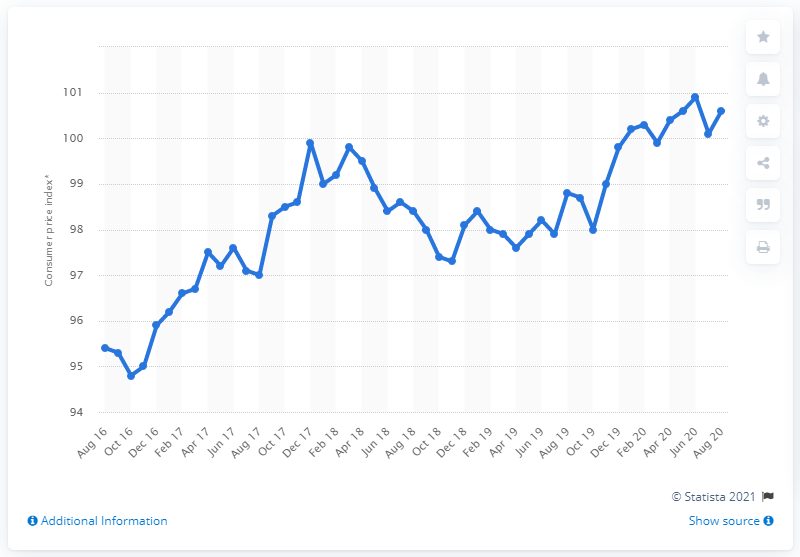 Consumer price index*
101
100
99
98
97
96
95
94
Aug 16
Oct 16
Dec 16
Feb 17
Apr 17
Jun 17
Aug 17
Oct 17
Dec 17
Feb 18
Apr 18
Jun 18
Aug 18
Oct 18
Dec 18
Feb 19
Apr 19
Jun 19
Aug 19
Oct 19
Dec 19
Feb 20
Apr 20
Jun 20
Aug 20
© Statista 2021
Additional Information
Show source